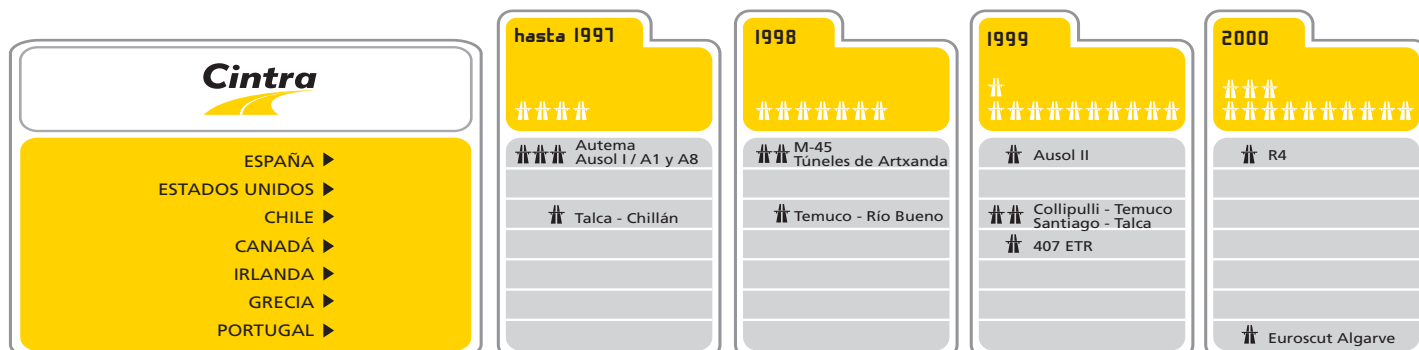 Cintra
ESPAÑA
ESTADOS UNIDOS
CHILE
CANADÁ
IRLANDA
GRECIA
PORTUGAL
hasta 1997
Autema
Ausol I / A1 y A8
Talca - Chillán
1998
M-45
Túneles de Artxanda
Temuco - Río Bueno
1999
Ausol II
Collipulli - Temuco
Santiago - Talca
407 ETR
2000
R4
Euroscut Algarve